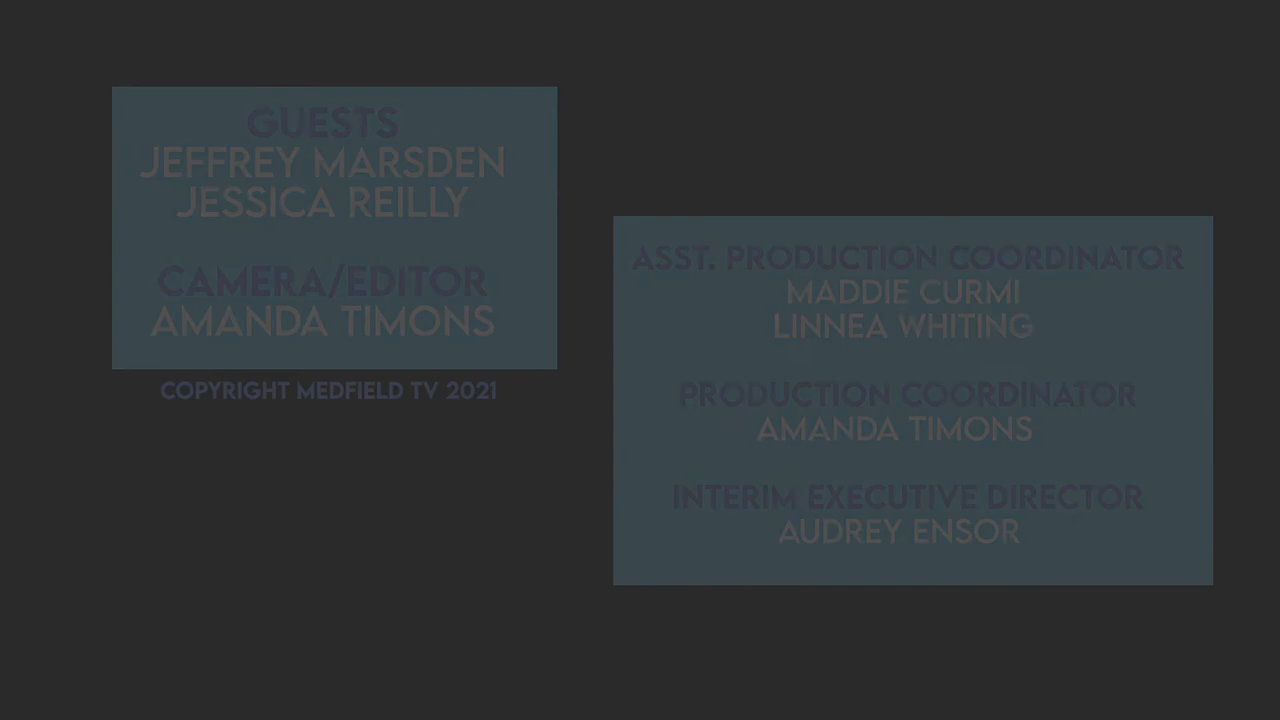 GUESTS
JEFFREY MARSDEN
JESSICA REILLY
CAMERA/EDITOR
AMANDA TIMONS
COPYRIGHT MEDFIELD TV 2021
ASST. PRODUCTION COORDINATOR
MADDIE CURMI
LINNEA WHITING
PRODUCTION COORDINATOR
AMANDA TIMONS
INTERIM EXECUTIVE DIRECTOR
AUDREY ENSOR